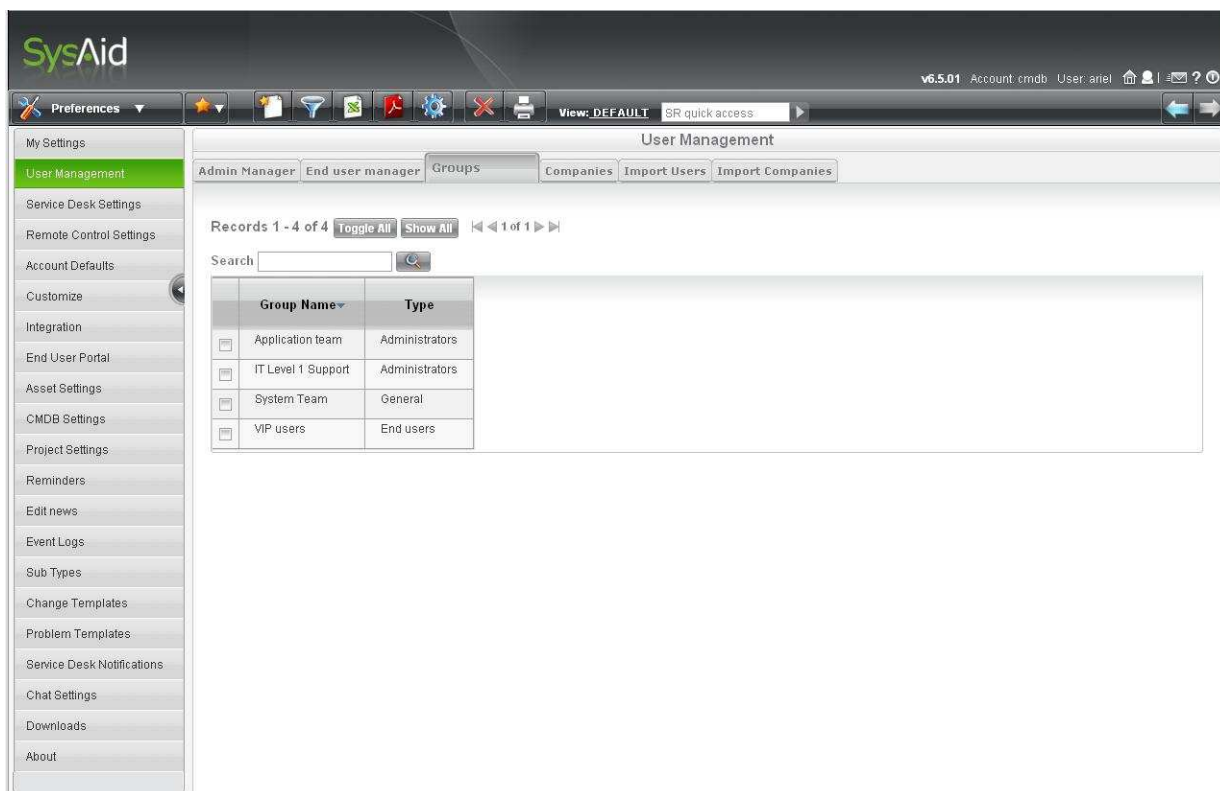 SysAid
v6.5.01 Account: cmdb User: ariel
Preferences
View: DEFAULT SR quick access
My Settings
User Management
Service Desk Settings
Remote Control Settings
Account Defaults
Customize
Integration
End User Portal
Asset Settings
CMDB Settings
Project Settings
Reminders
Edit news
Event Logs
Sub Types
Change Templates
Problem Templates
Service Desk Notifications
Chat Settings
Downloads
About
User Management
Admin Manager End user manager Groups Companies Import Users Import Companies
Records 1 - 4 of 4 Toggle All Show All 1 of 1
Search
Group Name Type
Application team Administrators
IT Level 1 Support Administrators
System Team General
VIP users End users